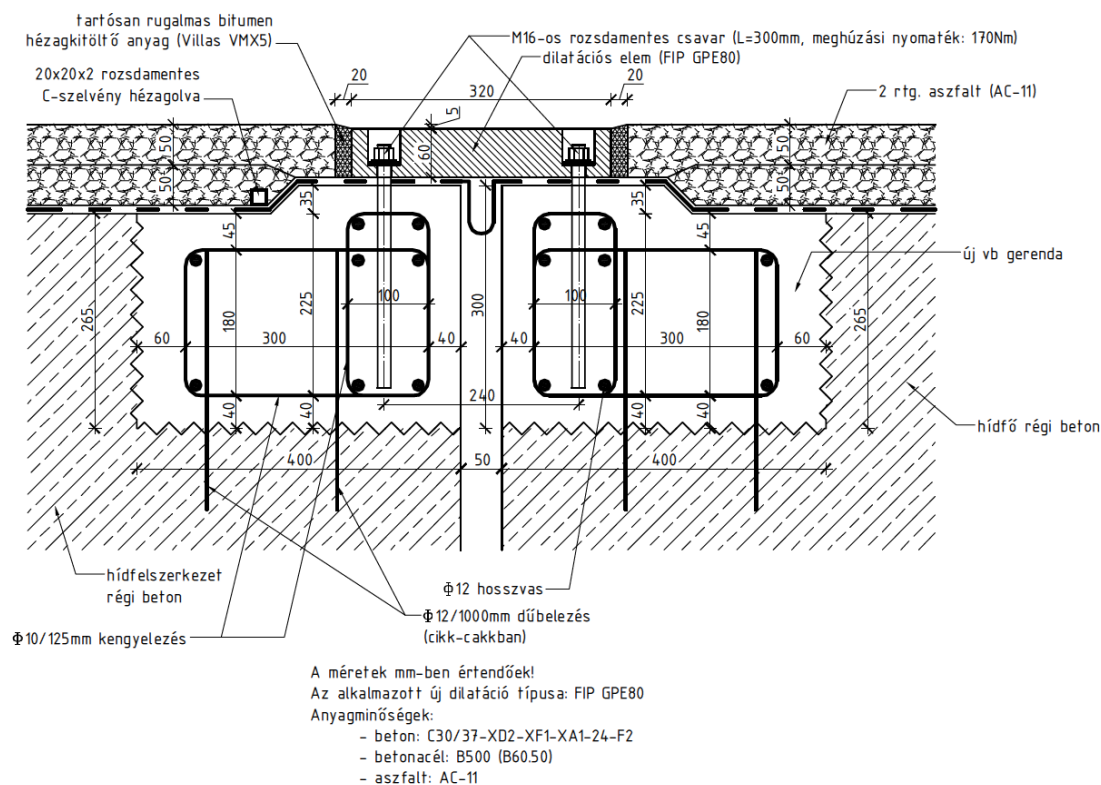 tartósan rugalmas bitumen
hézagkitöltő anyag (Villas VMX5)
M16-os rozsdamentes csavar (L=300mm, meghúzási nyomaték: 170Nm)
dilatációs elem (FIP GPE80)
20x20x2 rozsdamentes
C-szelvény hézagolva
20
320
20
2 rtg. aszfalt (AC-11)
5
50
60
50
50
50
35
35
45
45
új vb gerenda
265
180
225
100
300
100
225
180
265
60
300
40
40
300
60
240
40
40
40
40
hídfő régi beton
400
50
400
hídfelszerkezet
régi beton
Φ12 hosszvas
Φ12/1000mm dűbelezés
(cikk-cakkban)
Φ10/125mm kengyelezés
A méretek mm-ben értendőek!
Az alkalmazott új dilatáció típusa: FIP GPE80
Anyagminőségek:
- beton: C30/37-XD2-XF1-XA1-24-F2
- betonacél: B500 (B60.50)
- aszfalt: AC-11